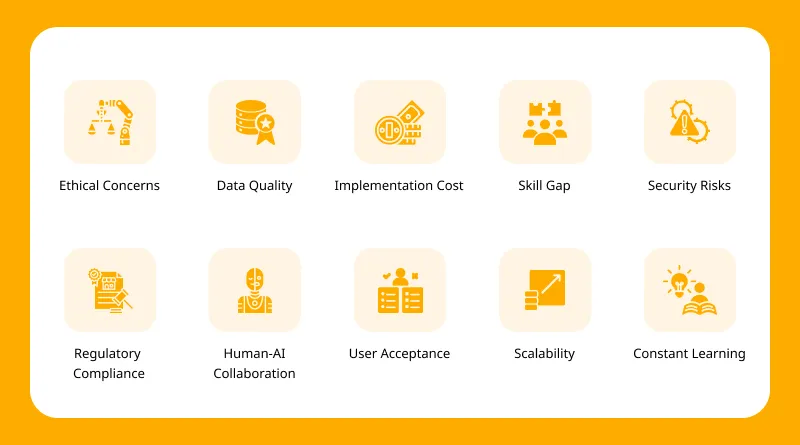 Ethical Concerns
Data Quality
Implementation Cost
Skill Gap
Security Risks
Regulatory
Compliance
Human-AI
Collaboration
User Acceptance
Scalability
Constant Learning